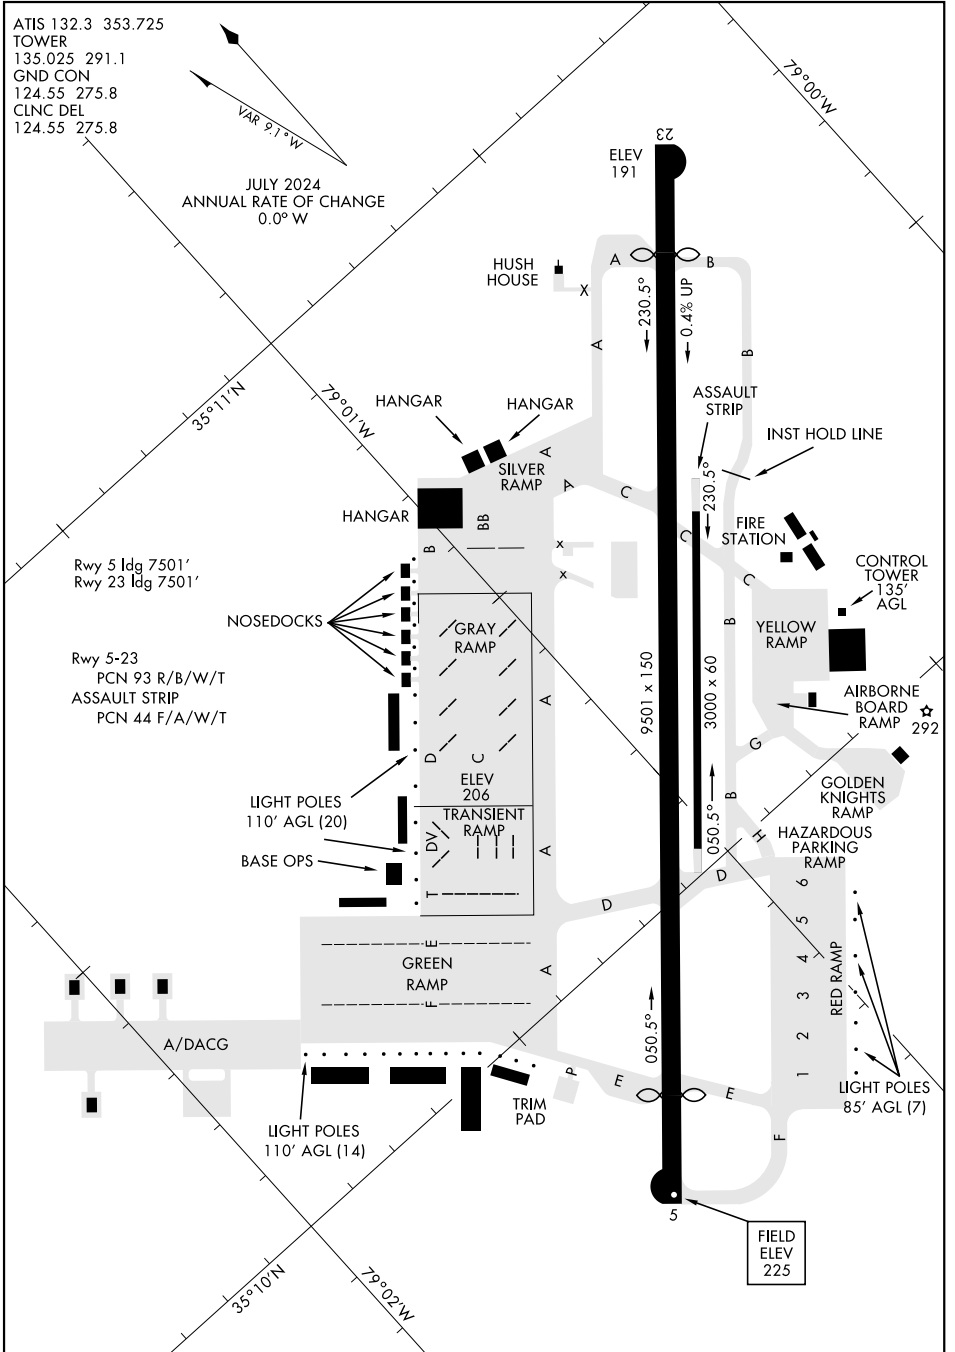 ATIS 132.3 353.725
TOWER
135.025 291.1
GND CON
124.55 275.8
CLNC DEL
124.55 275.8
VAR 9.1° W
JULY 2024
ANNUAL RATE OF CHANGE
0.0° W
79°00'W
23
ELEV
191
HUSH
HOUSE
A
B
X
230.5°
0.4% UP
A
B
35°11'N
79°01'W
HANGAR
HANGAR
ASSAULT
STRIP
INST HOLD LINE
A
SILVER
RAMP
A
C
230.5°
HANGAR
BB
B
C
FIRE
STATION
x
x
C
CONTROL
TOWER
135'
AGL
Rwy 5 ldg 7501'
Rwy 23 ldg 7501'
NOSEDOCKS
GRAY
RAMP
B
YELLOW
RAMP
Rwy 5-23
PCN 93 R/B/W/T
ASSAULT STRIP
PCN 44 F/A/W/T
A
9501 x 150
3000 x 60
AIRBORNE
BOARD
RAMP
292
G
D
C
ELEV
206
GOLDEN
KNIGHTS
RAMP
LIGHT POLES
110' AGL (20)
TRANSIENT
RAMP
B
050.5°
H
HAZARDOUS
PARKING
RAMP
DV
A
BASE OPS
T
D
D
6
5
4
3
2
1
RED RAMP
E
GREEN
RAMP
F
A
A/DACG
050.5°
P
E
E
LIGHT POLES
85' AGL (7)
TRIM
PAD
LIGHT POLES
110' AGL (14)
F
5
FIELD
ELEV
225
35°10'N
79°02'W